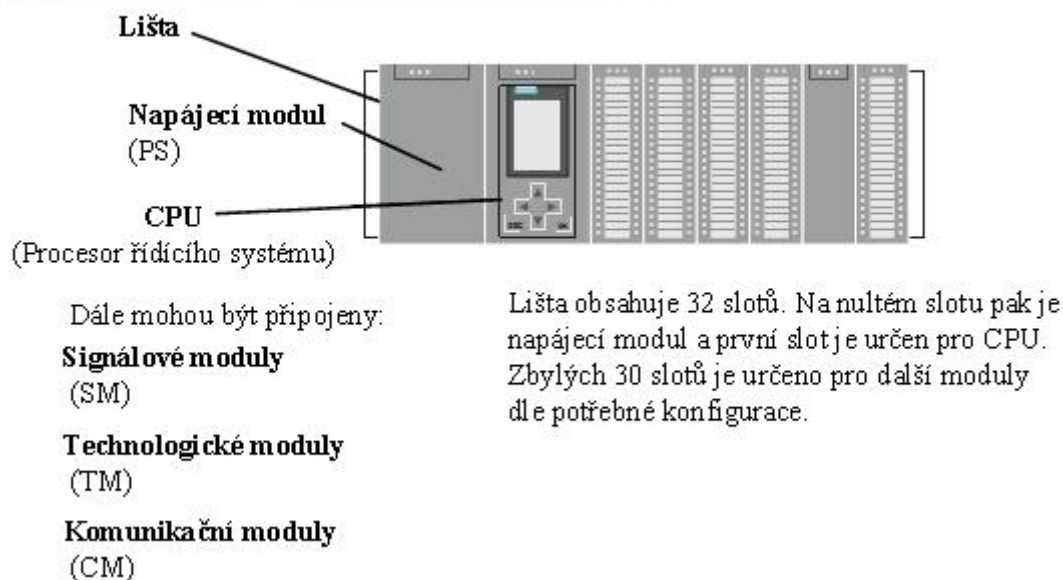 Lišta
Napájecí modul
(PS)
CPU
(Procesor řídícího systému)
Dále mohou být připojeny:
Signálové moduly
(SM)
Technologické moduly
(TM)
Komunikační moduly
(CM)
Lišta obsahuje 32 slotů. Na nultém slotu pak je
napájecí modul a první slot je určen pro CPU.
Zbylých 30 slotů je určeno pro další moduly
dle potřebné konfigurace.
ESC
OK